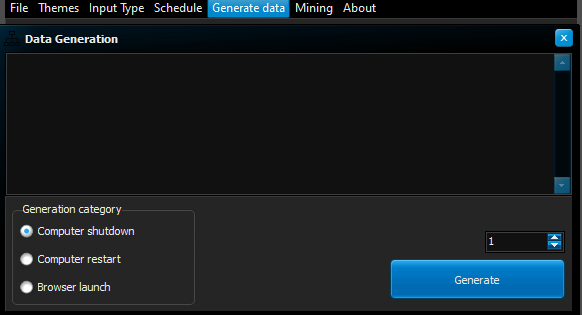 File Themes Input Type Schedule Generate data Mining About
Data Generation
Generation category
Computer shutdown
Computer restart
Browser launch
1
Generate